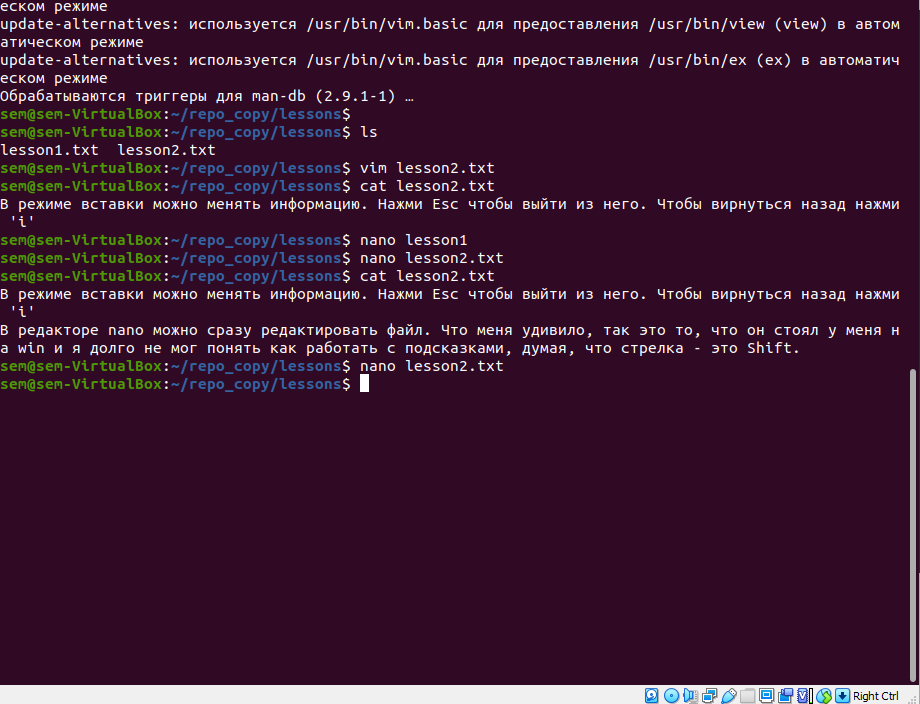 еском режиме
update-alternatives: используется /usr/bin/vim.basic для предоставления /usr/bin/view (view) в автом
атическом режиме
update-alternatives: используется /usr/bin/vim.basic для предоставления /usr/bin/ex (ex) в автоматич
еском режиме
Обрабатываются триггеры для man-db (2.9.1-1) …
sem@sem-VirtualBox:~/repo_copy/lessons$
sem@sem-VirtualBox:~/repo_copy/lessons$ ls
lesson1.txt  lesson2.txt
sem@sem-VirtualBox:~/repo_copy/lessons$ vim lesson2.txt
sem@sem-VirtualBox:~/repo_copy/lessons$ cat lesson2.txt
В режиме вставки можно менять информацию. Нажми Esc чтобы выйти из него. Чтобы вирнуться назад нажми
 'i'
sem@sem-VirtualBox:~/repo_copy/lessons$ nano lesson1
sem@sem-VirtualBox:~/repo_copy/lessons$ nano lesson2.txt
sem@sem-VirtualBox:~/repo_copy/lessons$ cat lesson2.txt
В режиме вставки можно менять информацию. Нажми Esc чтобы выйти из него. Чтобы вирнуться назад нажми
 'i'
В редакторе nano можно сразу редактировать файл. Что меня удивило, так это то, что он стоял у меня н
а win и я долго не мог понять как работать с подсказками, думая, что стрелка - это Shift.
sem@sem-VirtualBox:~/repo_copy/lessons$ nano lesson2.txt
sem@sem-VirtualBox:~/repo_copy/lessons$
Right Ctrl